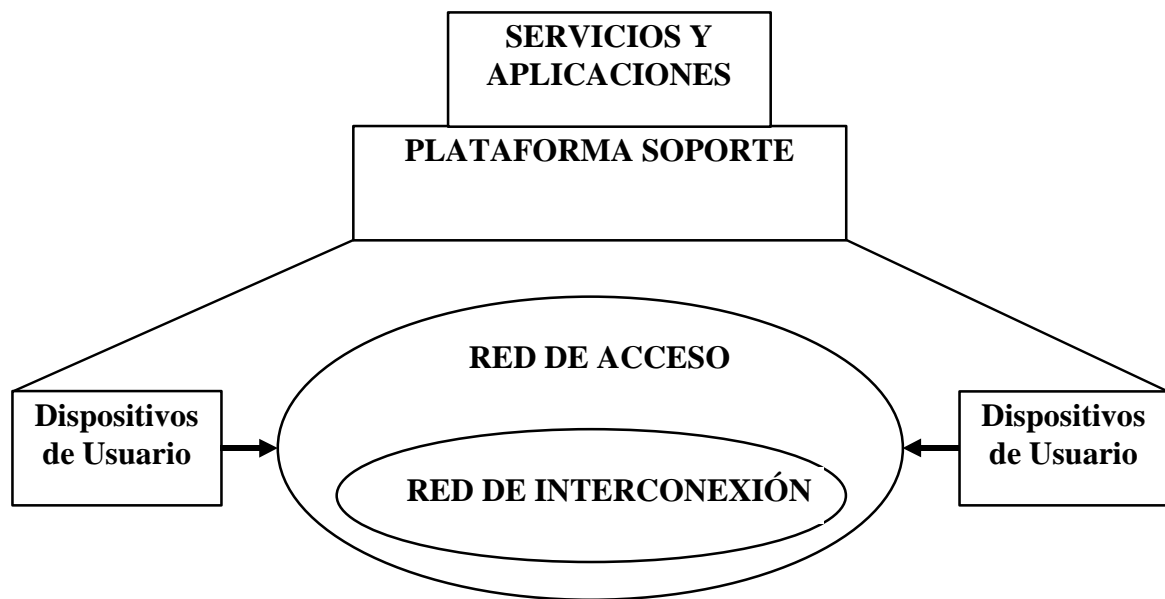 SERVICIOS Y
APLICACIONES
PLATAFORMA SOPORTE
RED DE ACCESO
Dispositivos
de Usuario
Dispositivos
de Usuario
RED DE INTERCONEXIÓN